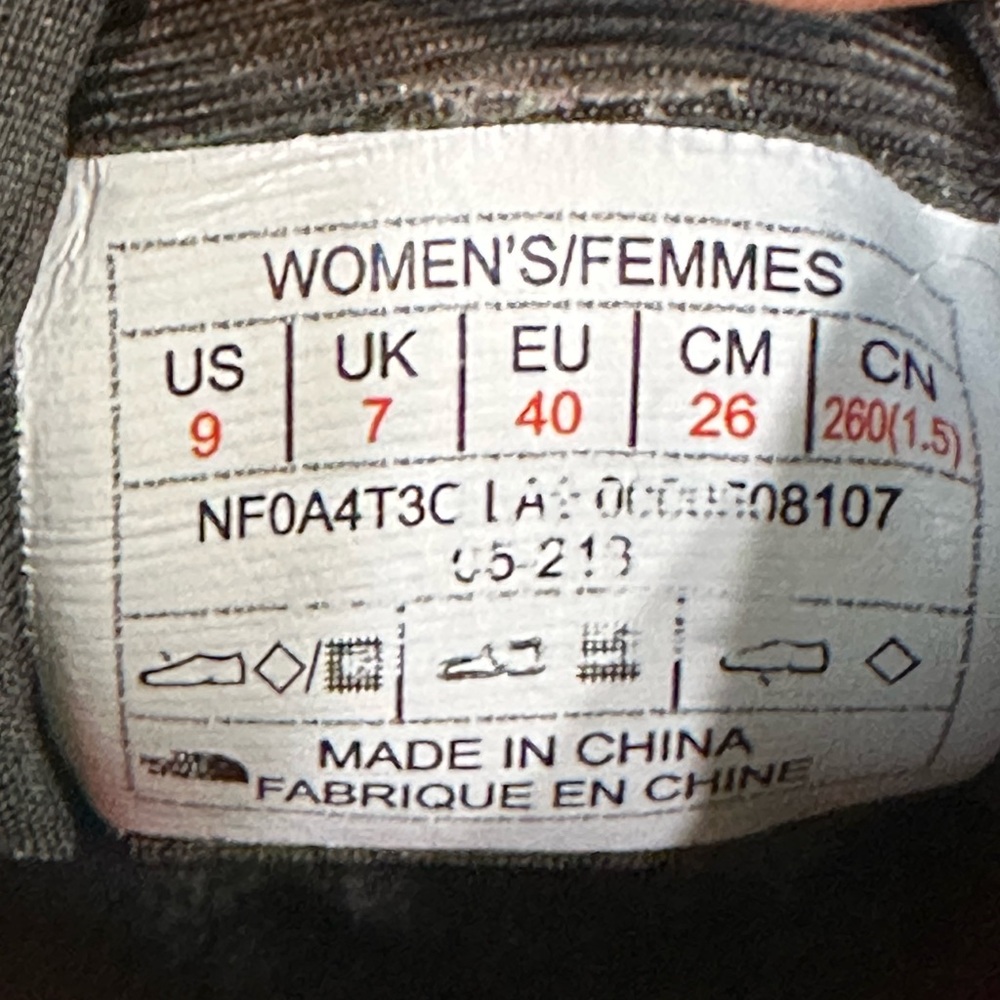 WOMEN'S/FEMMES
US UK EU CM CN
9 7 40 26 260(1.5)
NF0A4T3C
MADE IN CHINA
FABRIQUE EN CHINE